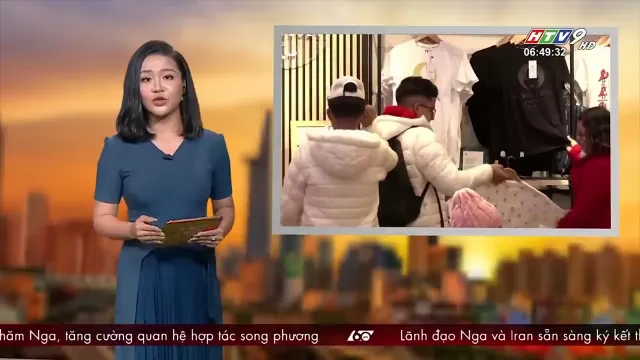 HTV9 HD
06:49:32
hăm Nga, tăng cường quan hệ hợp tác song phương
60
Lãnh đạo Nga và Iran sẵn sàng ký kết t